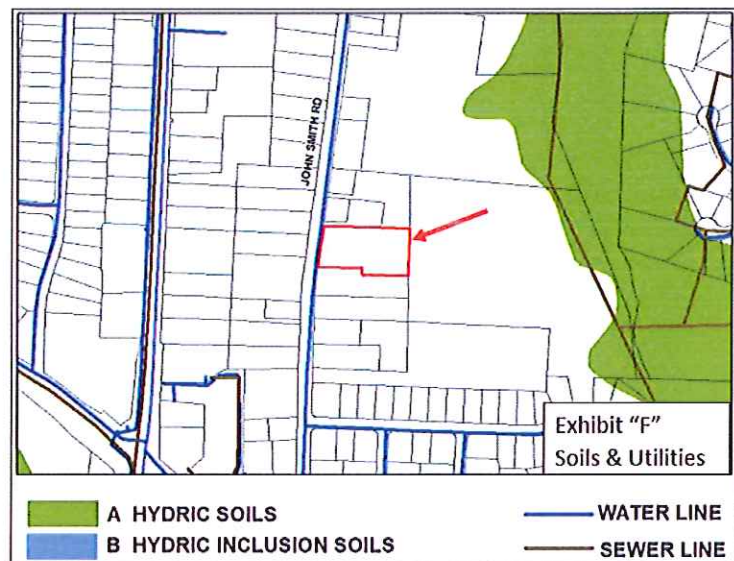 JOHN SMITH RD
Exhibit "F"
Soils & Utilities
A HYDRIC SOILS
WATER LINE
B HYDRIC INCLUSION SOILS
SEWER LINE